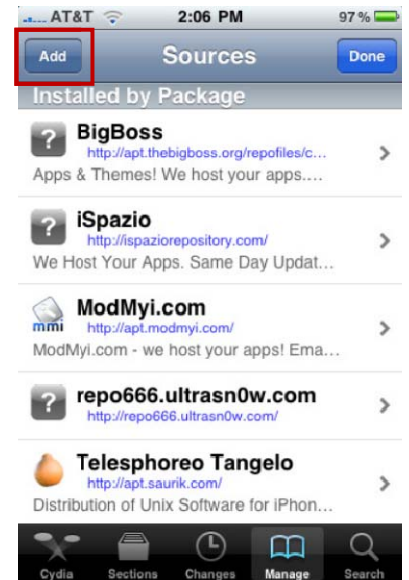 AT&T 2:06 PM 97%
Add Sources Done
Installed by Package
BigBoss
http://apt.thebigboss.org/repofiles/c...
Apps & Themes! We host your apps....
iSpazio
http://ispaziorepository.com/
We Host Your Apps. Same Day Updat...
ModMyi.com
mmi http://apt.modmyi.com/
ModMyi.com - we host your apps! Ema...
repo666.ultrasn0w.com
http://repo666.ultrasn0w.com/
Telesphoreo Tangelo
http://apt.saurik.com/
Distribution of Unix Software for iPhon...
Cydia Sections Changes Manage Search